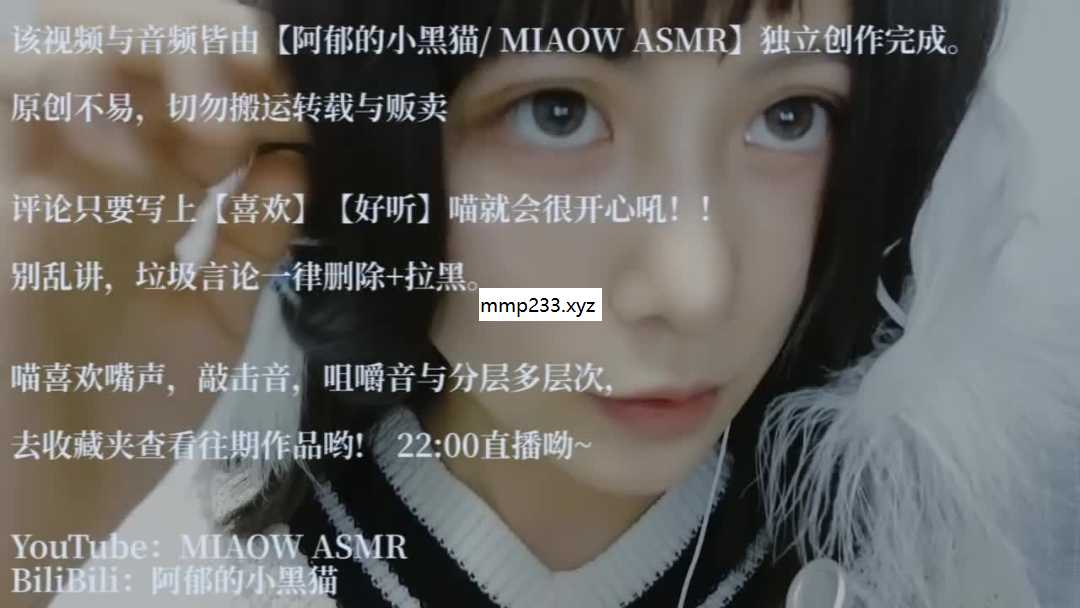 该视频与音频皆由【阿郁的小黑猫/ MIAOW ASMR】独立创作完成。
原创不易，切勿搬运转载与贩卖
评论只要写上【喜欢】【好听】喵就会很开心吼！！
别乱讲，垃圾言论一律删除+拉黑。
mmp233.xyz
喵喜欢嘴声，敲击音，咀嚼音与分层多层次,
去收藏夹查看往期作品哟! 22:00直播呦~
YouTube：MIAOW ASMR
BiliBili：阿郁的小黑猫